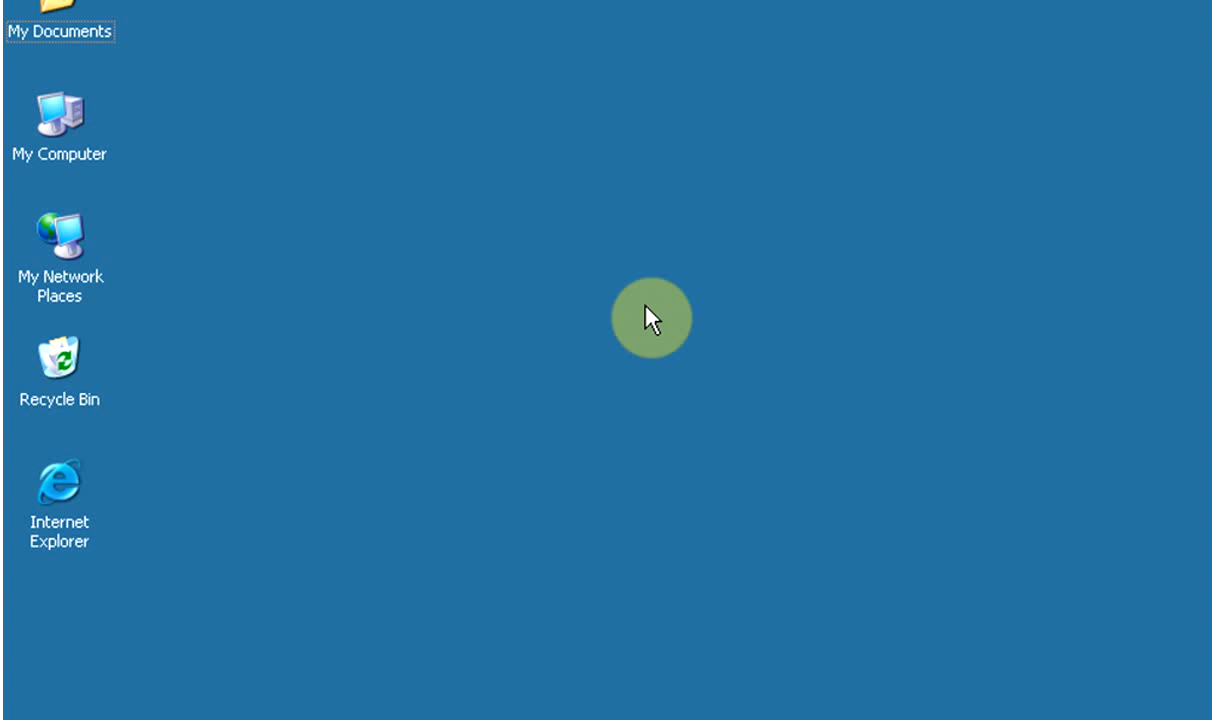 My Documents
My Computer
My Network
Places
Recycle Bin
Internet
Explorer